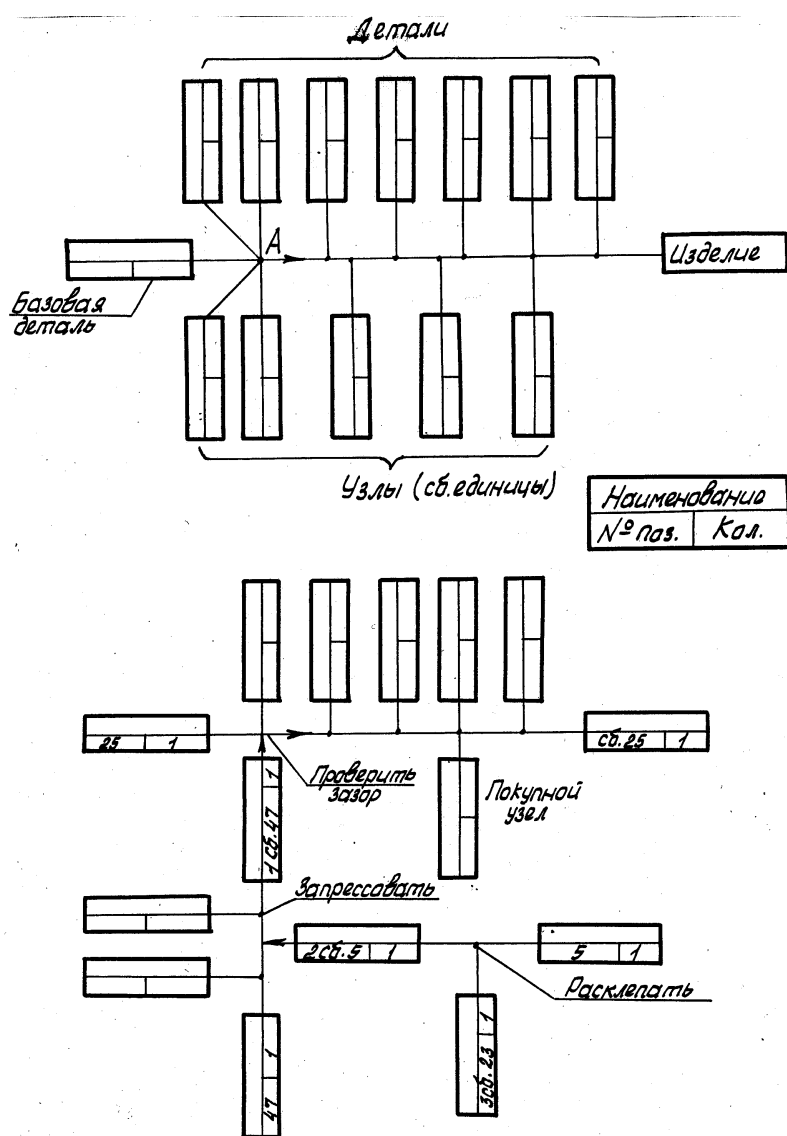 Детали
А
Изделие
Базовая
деталь
Узлы (сб.единицы)
Наименование
№ поз. Кол.
25 1
сб.25 1
Проверить
зазор
1сб.47 1
Покупной
узел
Запрессовать
2сб.5 1
5 1
Расклепать
3сб.23 1
47 1